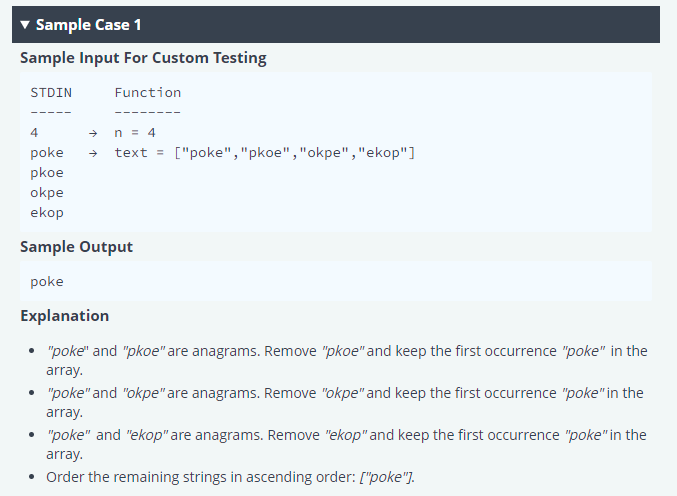 ▼ Sample Case 1
Sample Input For Custom Testing
STDIN Function
----- --------
4 → n = 4
poke → text = ["poke","pkoe","okpe","ekop"]
pkoe
okpe
ekop
Sample Output
poke
Explanation
• "poke" and "pkoe" are anagrams. Remove "pkoe" and keep the first occurrence "poke" in the
array.
• "poke" and "okpe" are anagrams. Remove "okpe" and keep the first occurrence "poke" in the
array.
• "poke" and "ekop" are anagrams. Remove "ekop" and keep the first occurrence "poke" in the
array.
• Order the remaining strings in ascending order: ["poke"].